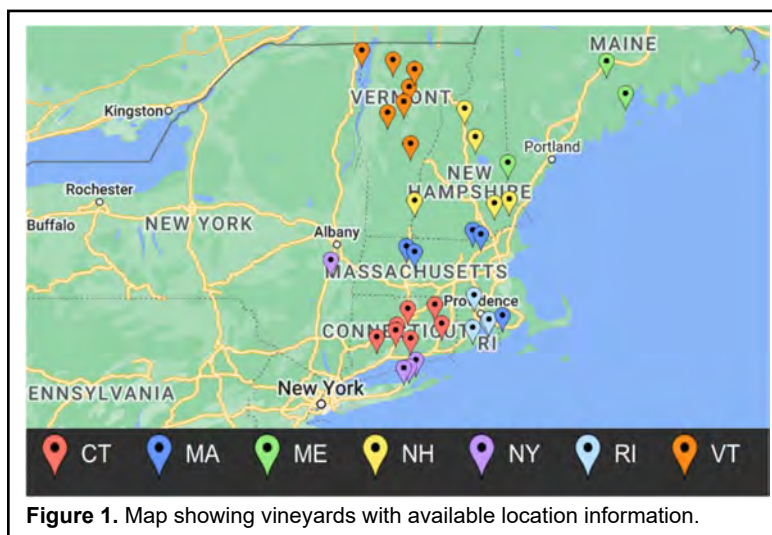 MAINE
VERMONT
Kingston
Portland
NEW
HAMPSHIRE
Rochester
NEW YORK
Buffalo
Albany
MASSACHUSETTS
Providence
CONNECTICUT
RI
ENNSYLVANIA
New York
CT MA ME NH NY RI VT
Figure 1. Map showing vineyards with available location information.